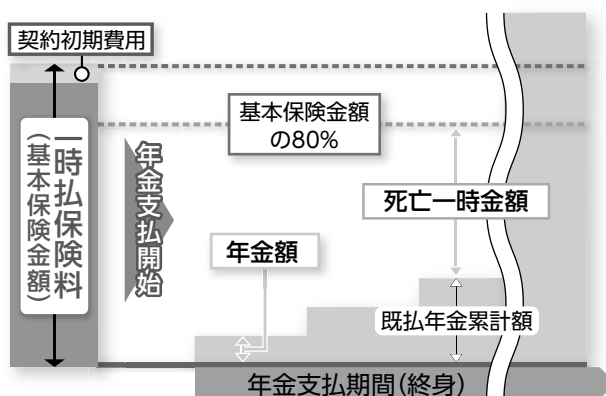 契約初期費用
一時払保険料
(基本保険金額)
年金支払開始
基本保険金額
の80%
死亡一時金額
年金額
既払年金累計額
年金支払期間(終身)